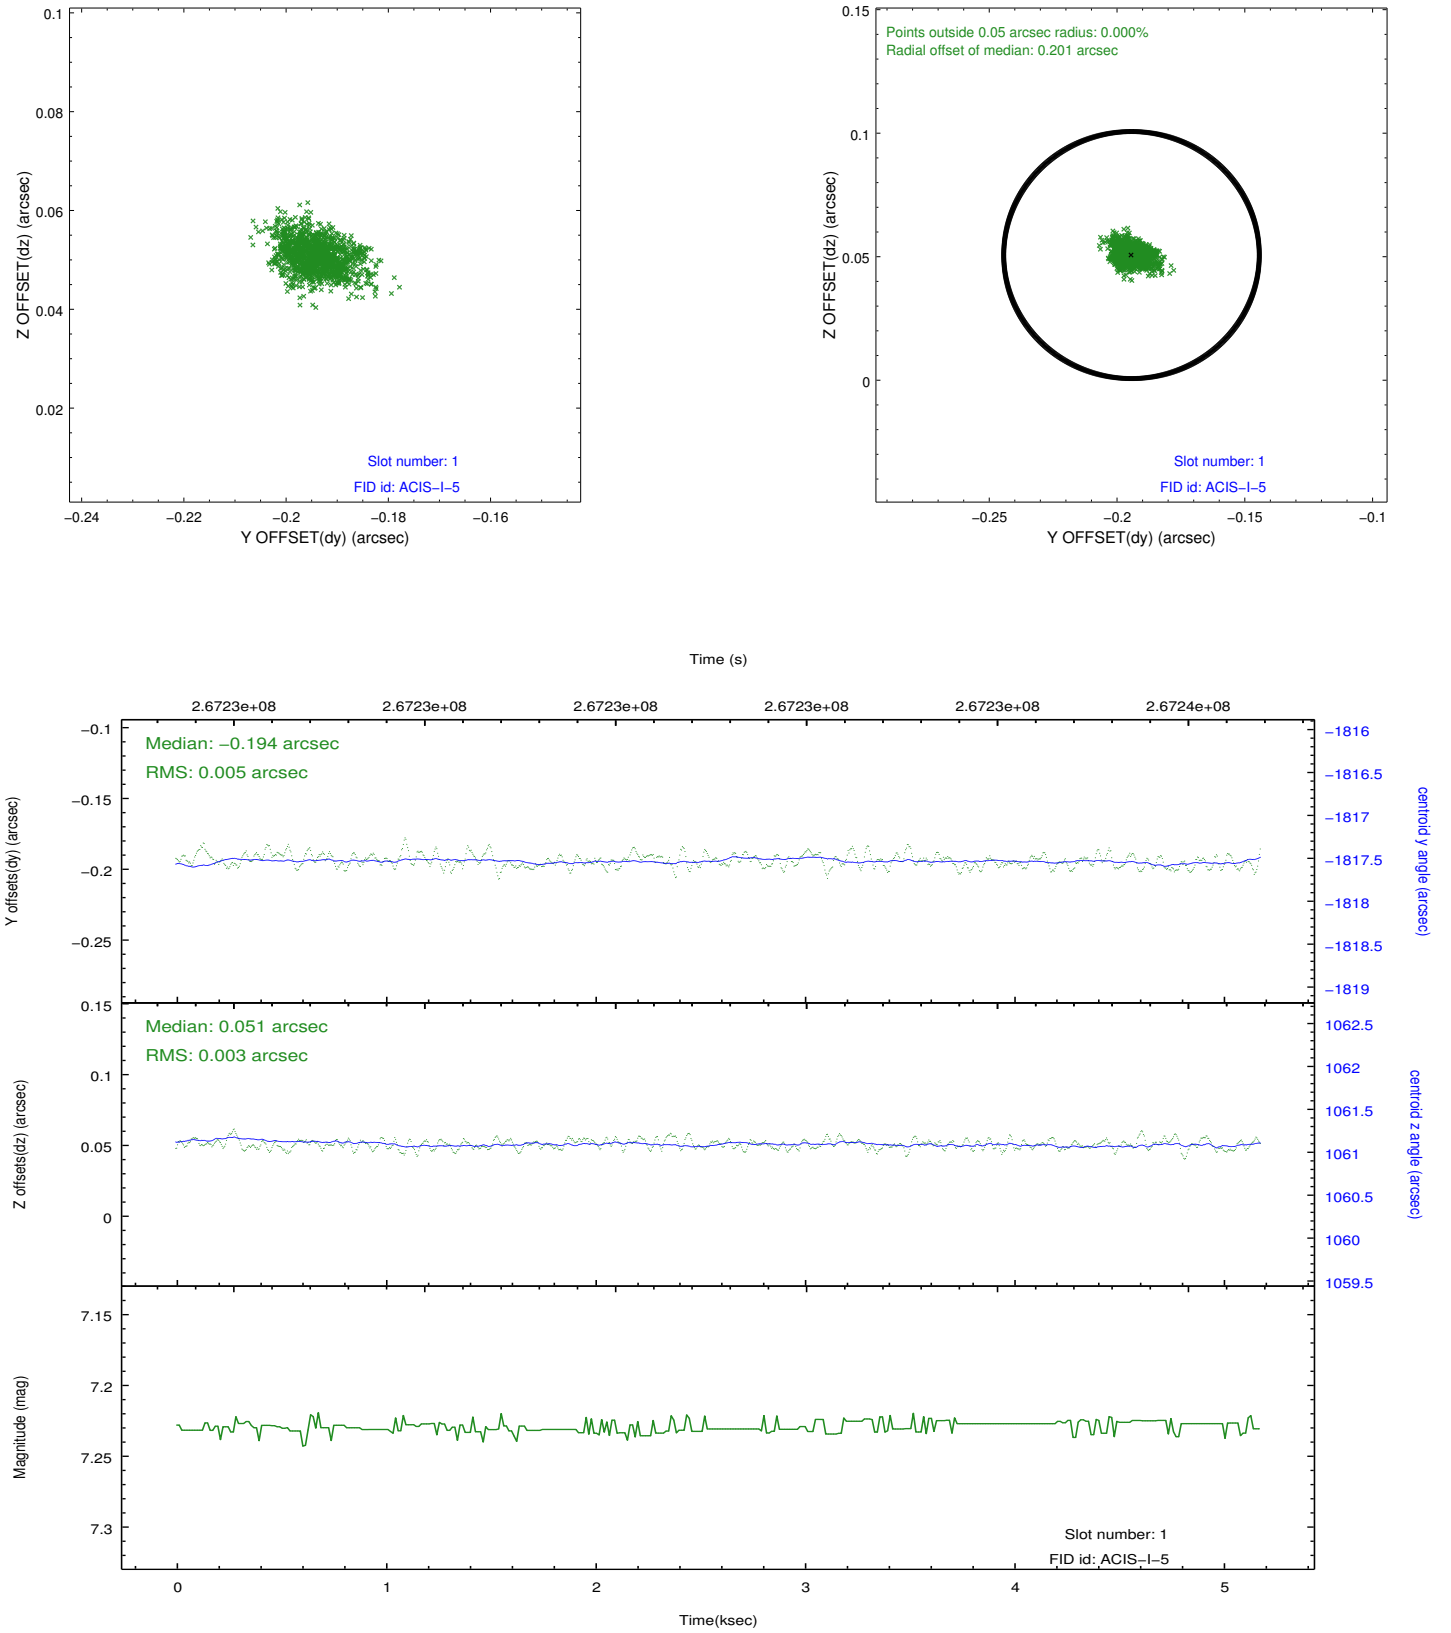 0.1
0.08
0.06
0.04
0.02
Z OFFSET(dz) (arcsec)
Slot number: 1
FID id: ACIS−I−5
−0.24
−0.22
−0.2
−0.18
−0.16
Y OFFSET(dy) (arcsec)
0.15
0.1
0.05
0
Z OFFSET(dz) (arcsec)
Points outside 0.05 arcsec radius: 0.000%
Radial offset of median: 0.201 arcsec
Slot number: 1
FID id: ACIS−I−5
−0.25
−0.2
−0.15
−0.1
Y OFFSET(dy) (arcsec)
Time (s)
2.6723e+08
2.6723e+08
2.6723e+08
2.6723e+08
2.6723e+08
2.6724e+08
−0.1
−0.15
−0.2
−0.25
Y offsets(dy) (arcsec)
Median: −0.194 arcsec
RMS: 0.005 arcsec
−1816
−1816.5
−1817
−1817.5
−1818
−1818.5
−1819
centroid y angle (arcsec)
0.15
0.1
0.05
0
Z offsets(dz) (arcsec)
Median: 0.051 arcsec
RMS: 0.003 arcsec
1062.5
1062
1061.5
1061
1060.5
1060
1059.5
centroid z angle (arcsec)
7.15
7.2
7.25
7.3
Magnitude (mag)
Slot number: 1
FID id: ACIS−I−5
0
1
2
3
4
5
Time(ksec)